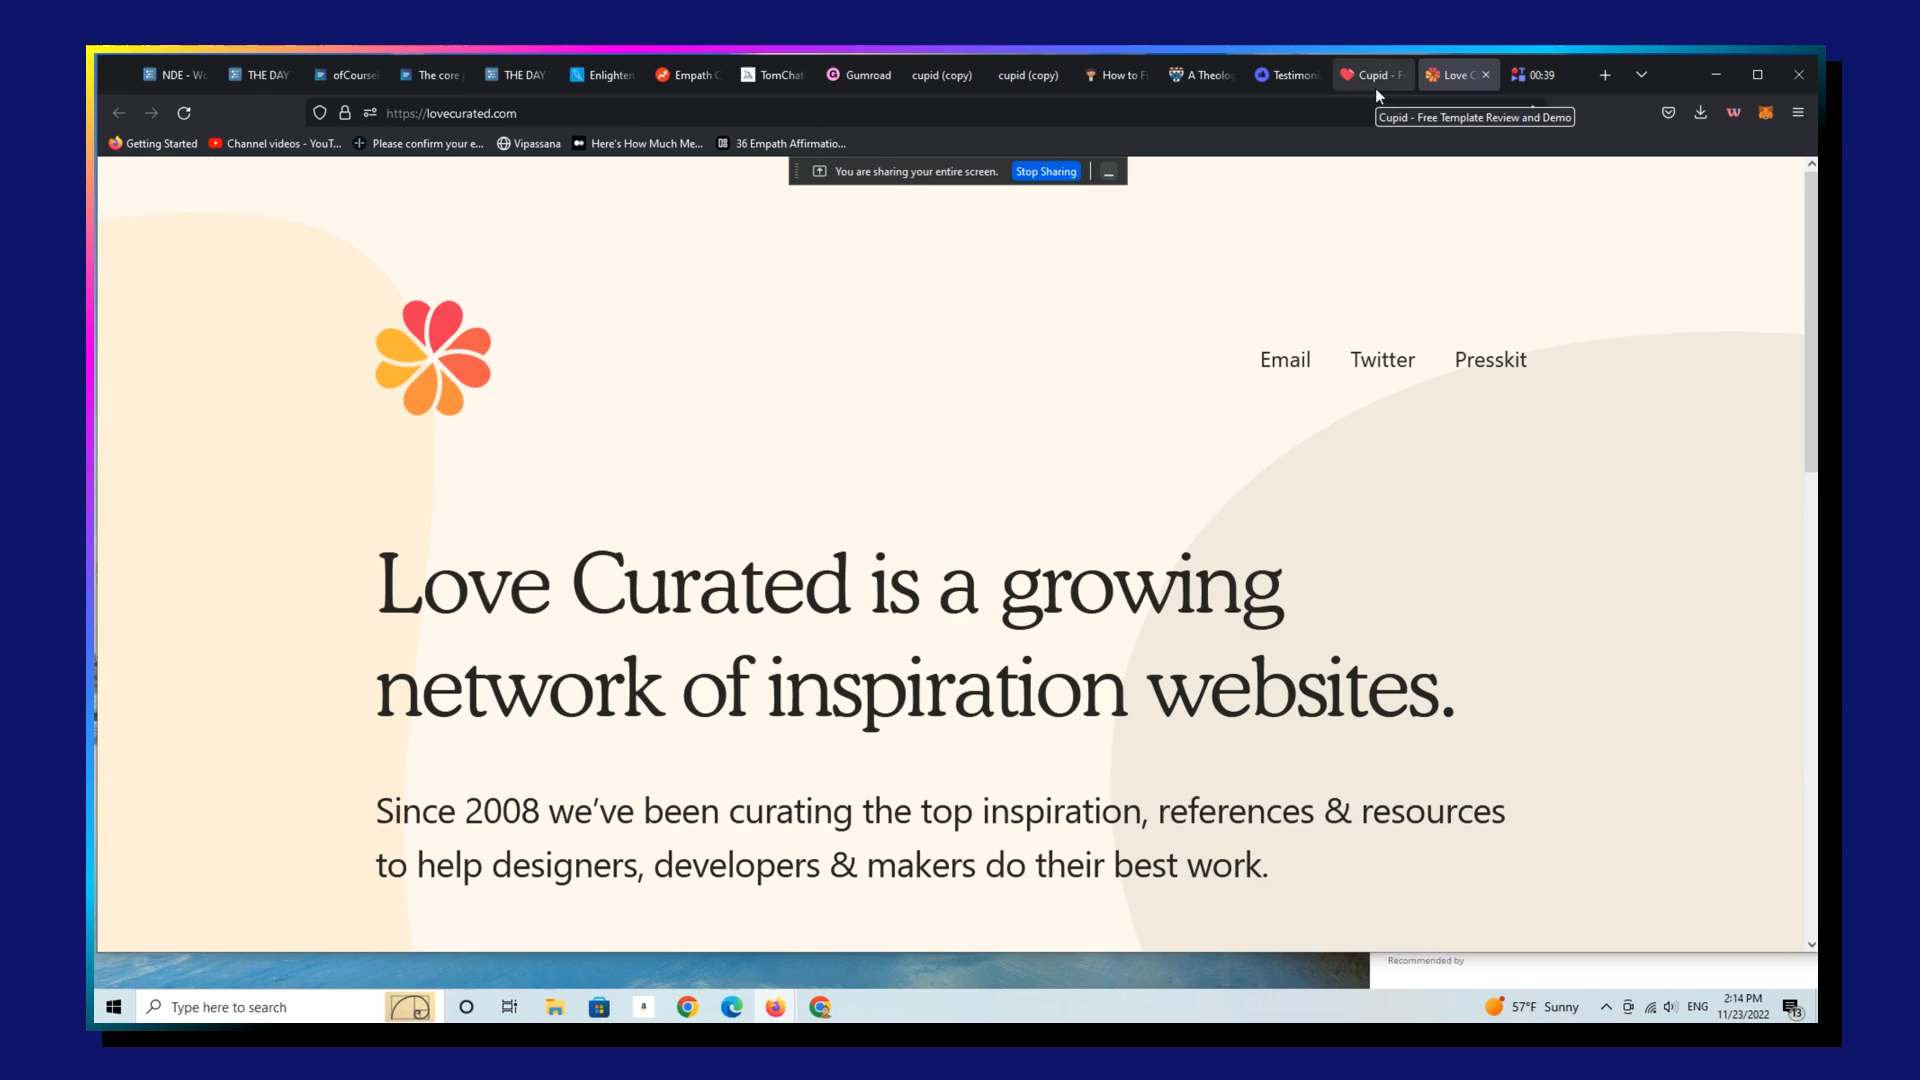 NDE - Wo
THE DAY
ofCourse
The core
THE DAY
Enlighten
Empath C
TomChat
Gumroad
cupid (copy)
cupid (copy)
How to F
A Theolog
Testimoni
Cupid - Fr
Love C
00:39
https://lovecurated.com
Cupid - Free Template Review and Demo
Getting Started
Channel videos - YouT...
Please confirm your e...
Vipassana
Here's How Much Me...
36 Empath Affirmatio...
You are sharing your entire screen.
Stop Sharing
Email
Twitter
Presskit
Love Curated is a growing
network of inspiration websites.
Since 2008 we've been curating the top inspiration, references & resources
to help designers, developers & makers do their best work.
Recommended by
Type here to search
57°F Sunny
ENG
2:14 PM
11/23/2022
13